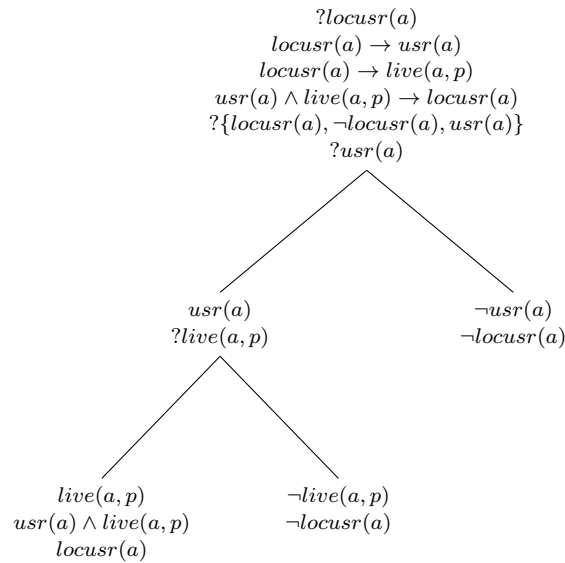 ?locusr(a)
locusr(a) → usr(a)
locusr(a) → live(a, p)
usr(a) ∧ live(a, p) → locusr(a)
?{locusr(a), ¬locusr(a), usr(a)}
?usr(a)
usr(a)
?live(a, p)
¬usr(a)
¬locusr(a)
live(a, p)
usr(a) ∧ live(a, p)
locusr(a)
¬live(a, p)
¬locusr(a)